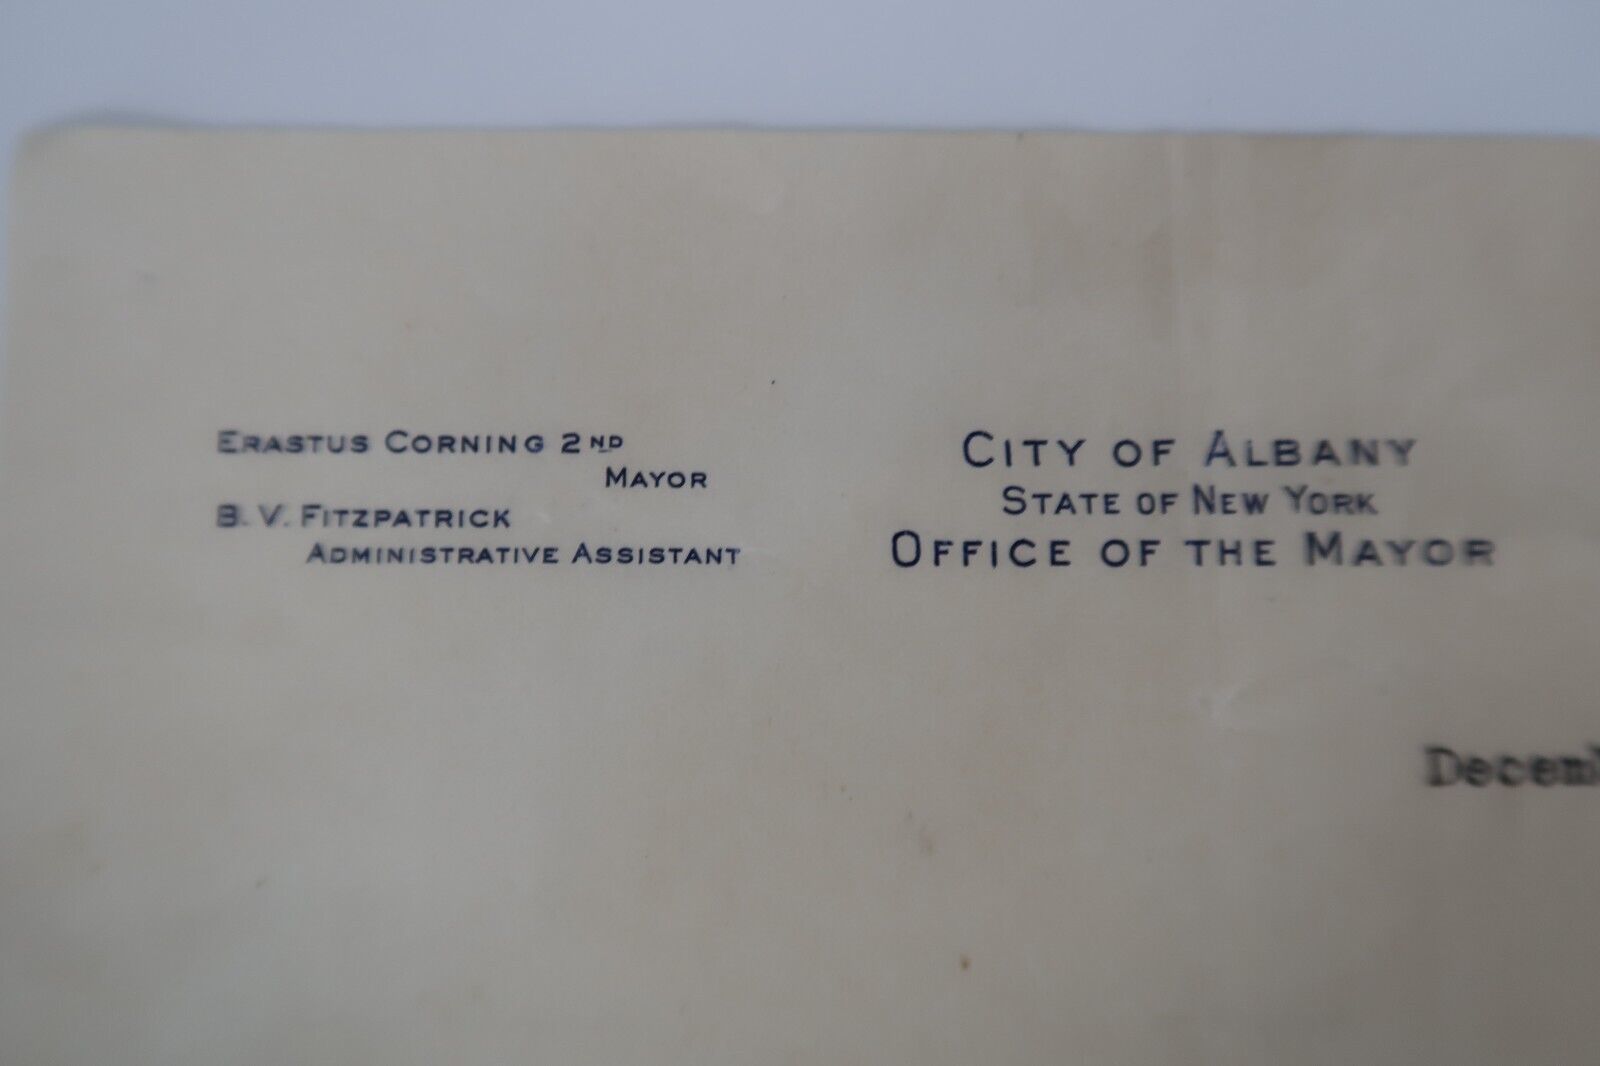 Erastus Corning 2nd
Mayor
B. V. Fitzpatrick
Administrative Assistant
City of Albany
State of New York
Office of the Mayor